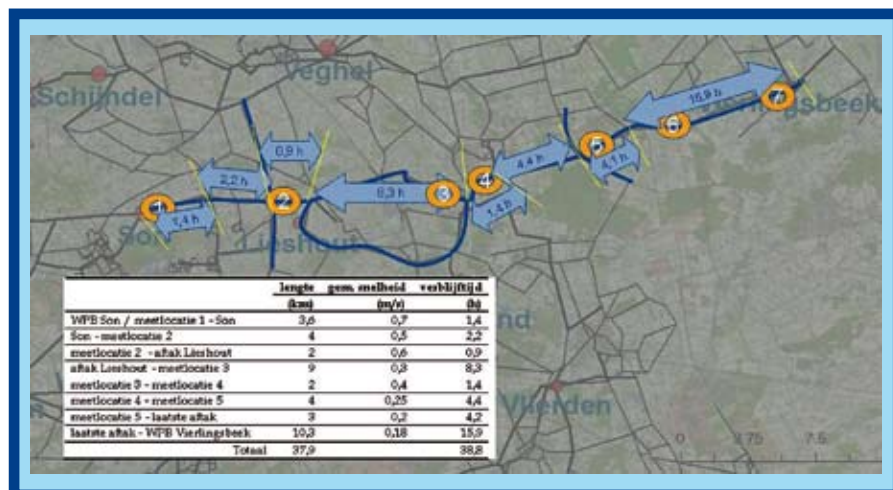 Veghel
Schijndel
15,9 h
7
6
0,9 h
5
4,4 h
4,1 h
2,2 h
4
8,3 h
3
1,4 h
2
1
1,4 h
Lieshout
lengte gem. snelheid verblijftijd
(km) (m/s) (h)
WPB Son / meetlocatie 1 - Son 3,6 0,7 1,4
Son - meetlocatie 2 4 0,5 2,2
meetlocatie 2 - aftak Lieshout 2 0,6 0,9
aftak Lieshout - meetlocatie 3 9 0,3 8,3
meetlocatie 3 - meetlocatie 4 2 0,4 1,4
meetlocatie 4 - meetlocatie 5 4 0,25 4,4
meetlocatie 5 - laatste aftak 3 0,2 4,2
laatste aftak - WPB Vierlingsbeek 10,3 0,18 15,9
Totaal 37,9 38,8
Vlierden
0 3.75 7.5